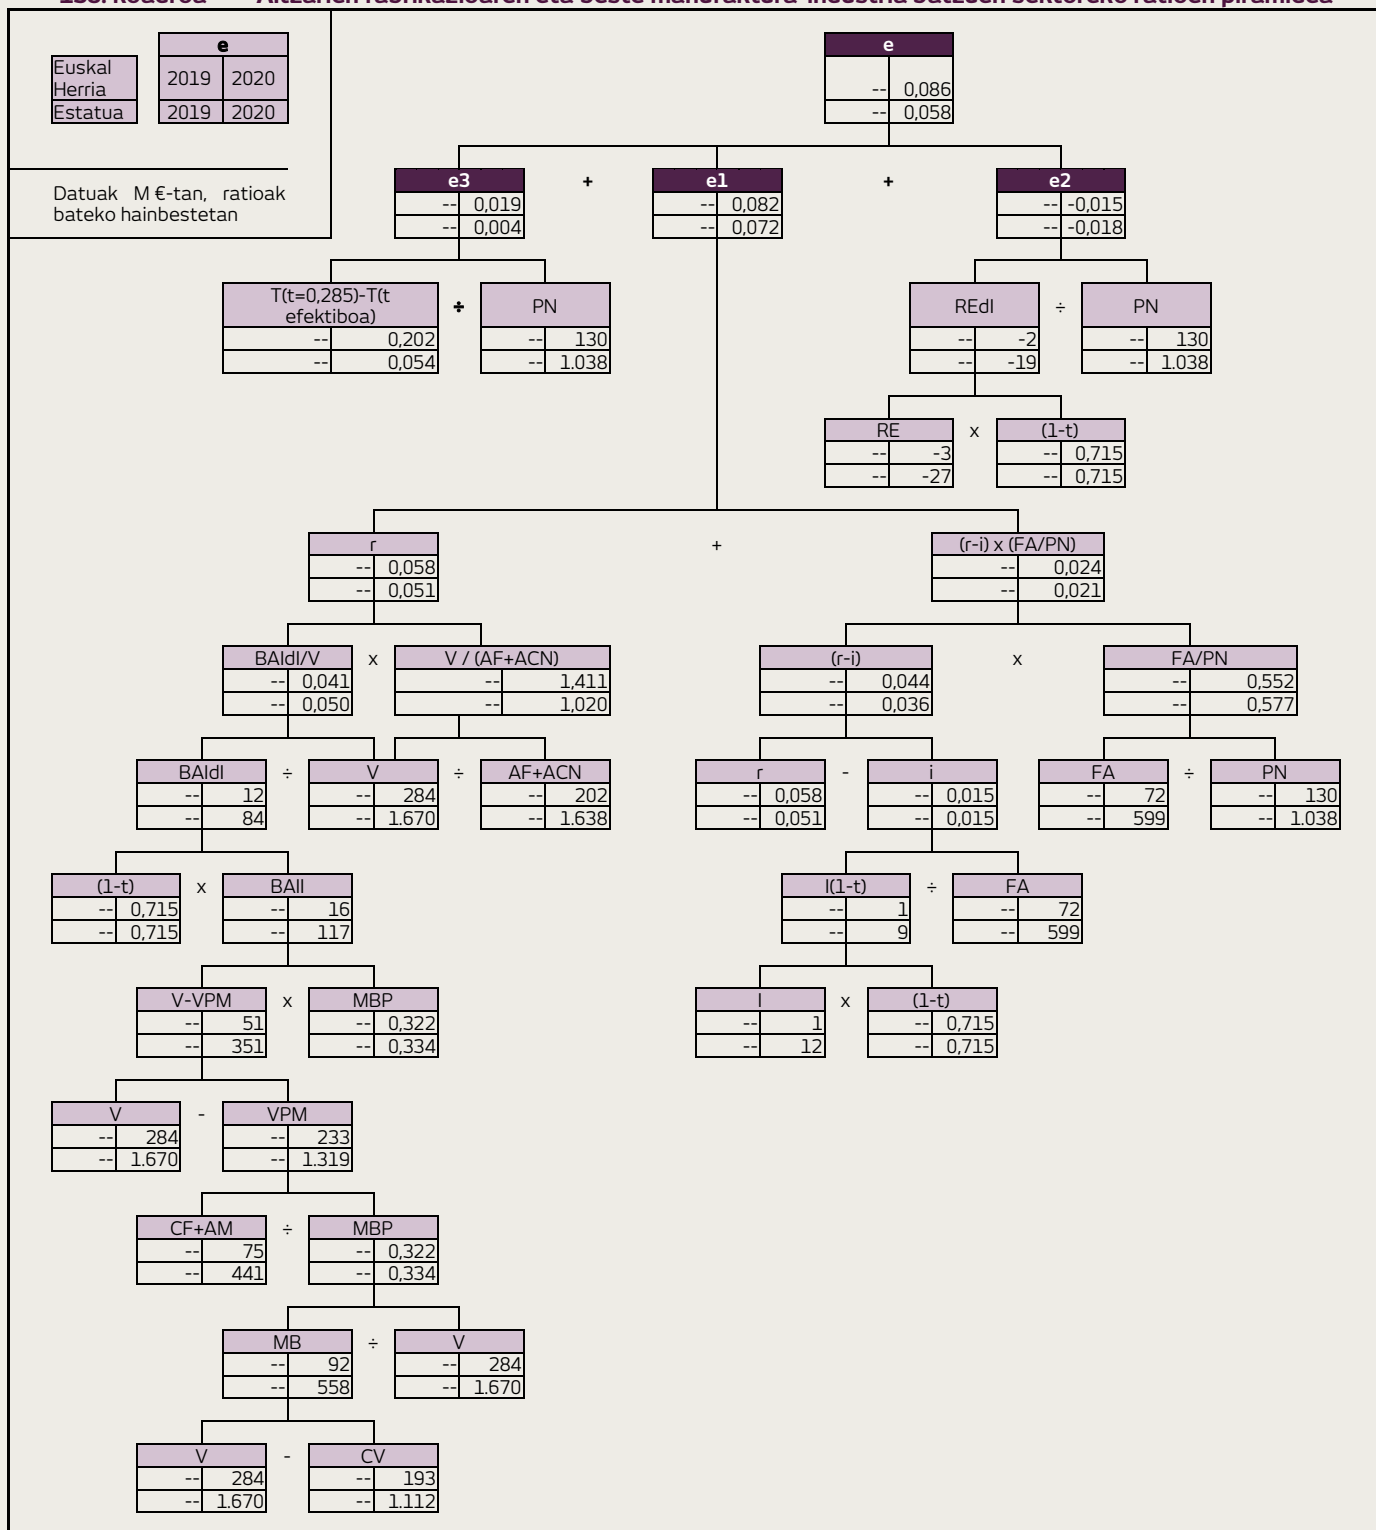 e
Euskal Herria 2019 2020
Estatua 2019 2020
Datuak M €-tan, ratioak
bateko hainbestetan
e
-- 0,086
-- 0,058
e3 + e1 + e2
-- 0,019 -- 0,082 -- -0,015
-- 0,004 -- 0,072 -- -0,018
T(t=0,285)-T(t efektiboa) ÷ PN REdI ÷ PN
-- 0,202 -- 130 -- -2 -- 130
-- 0,054 -- 1.038 -- -19 -- 1.038
RE x (1-t)
-- -3 -- 0,715
-- -27 -- 0,715
r + (r-i) x (FA/PN)
-- 0,058 -- 0,024
-- 0,051 -- 0,021
BAIdI/V x V / (AF+ACN) (r-i) x FA/PN
-- 0,041 -- 1,411 -- 0,044 -- 0,552
-- 0,050 -- 1,020 -- 0,036 -- 0,577
BAIdI ÷ V ÷ AF+ACN r - i FA ÷ PN
-- 12 -- 284 -- 202 -- 0,058 -- 0,015 -- 72 -- 130
-- 84 -- 1.670 -- 1.638 -- 0,051 -- 0,015 -- 599 -- 1.038
(1-t) x BAII I(1-t) ÷ FA
-- 0,715 -- 16 -- 1 -- 72
-- 0,715 -- 117 -- 9 -- 599
V-VPM x MBP I x (1-t)
-- 51 -- 0,322 -- 1 -- 0,715
-- 351 -- 0,334 -- 12 -- 0,715
V - VPM
-- 284 -- 233
-- 1.670 -- 1.319
CF+AM ÷ MBP
-- 75 -- 0,322
-- 441 -- 0,334
MB ÷ V
-- 92 -- 284
-- 558 -- 1.670
V - CV
-- 284 -- 193
-- 1.670 -- 1.112